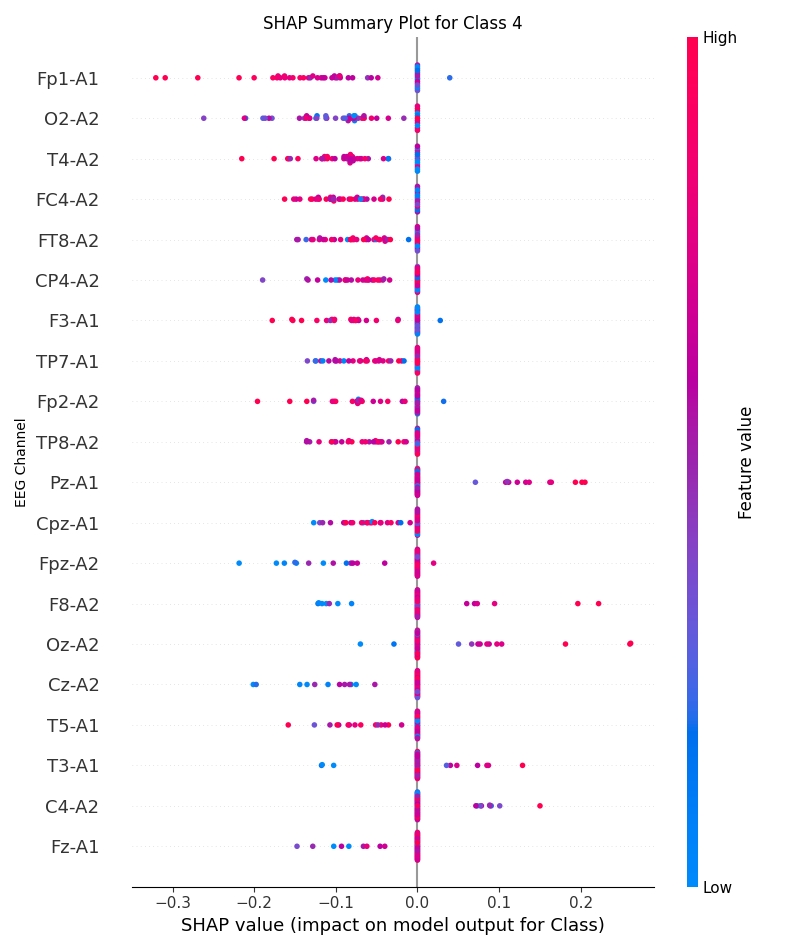 SHAP Summary Plot for Class 4
High
Fp1-A1
O2-A2
T4-A2
FC4-A2
FT8-A2
CP4-A2
F3-A1
TP7-A1
Fp2-A2
TP8-A2
Pz-A1
Cpz-A1
Fpz-A2
F8-A2
Oz-A2
Cz-A2
T5-A1
T3-A1
C4-A2
Fz-A1
EEG Channel
Feature value
Low
−0.3 −0.2 −0.1 0.0 0.1 0.2
SHAP value (impact on model output for Class)